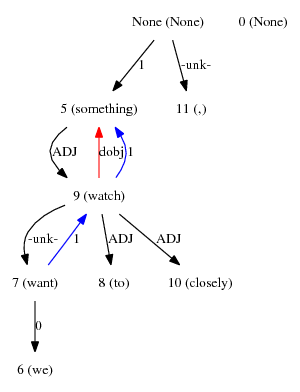 None (None) 0 (None)
1 -unk-
5 (something) 11 (,)
ADJ dobj 1
9 (watch)
-unk- 1 ADJ ADJ
7 (want) 8 (to) 10 (closely)
0
6 (we)